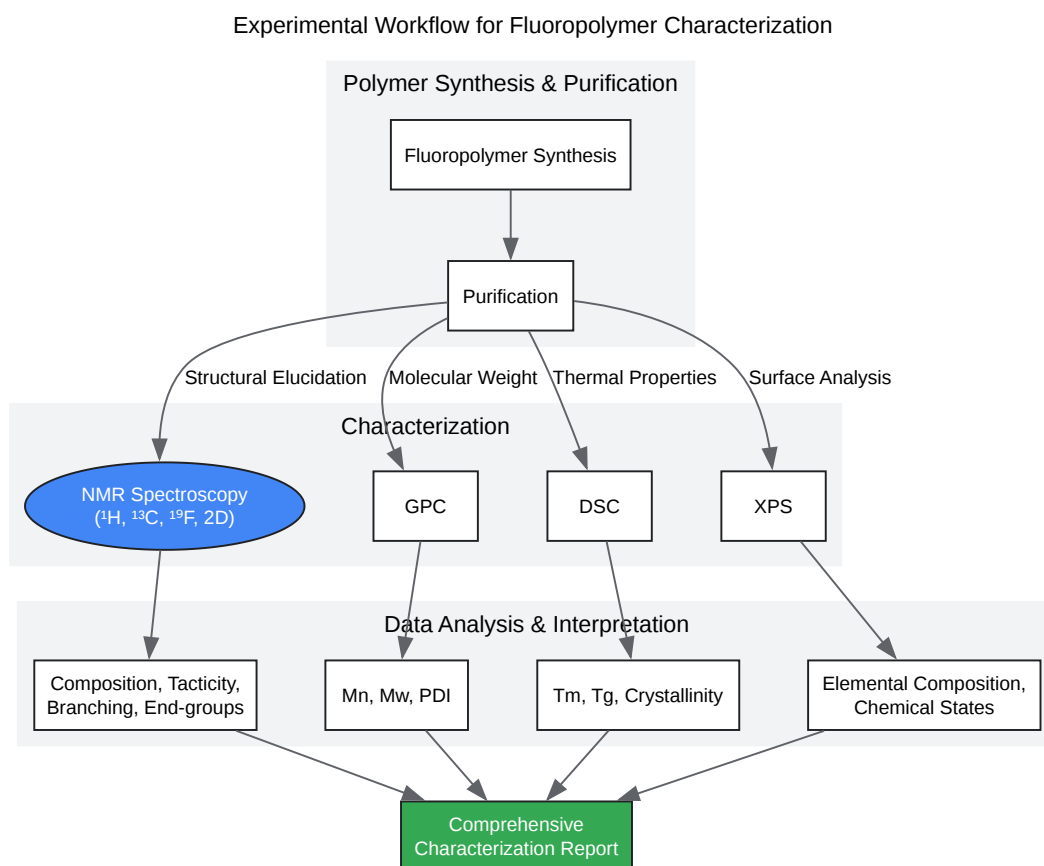 Experimental Workflow for Fluoropolymer Characterization
Polymer Synthesis & Purification
Fluoropolymer Synthesis
Purification
Structural Elucidation
Molecular Weight
Thermal Properties
Surface Analysis
Characterization
NMR Spectroscopy
(¹H, ¹³C, ¹⁹F, 2D)
GPC
DSC
XPS
Data Analysis & Interpretation
Composition, Tacticity,
Branching, End-groups
Mn, Mw, PDI
Tm, Tg, Crystallinity
Elemental Composition,
Chemical States
Comprehensive
Characterization Report